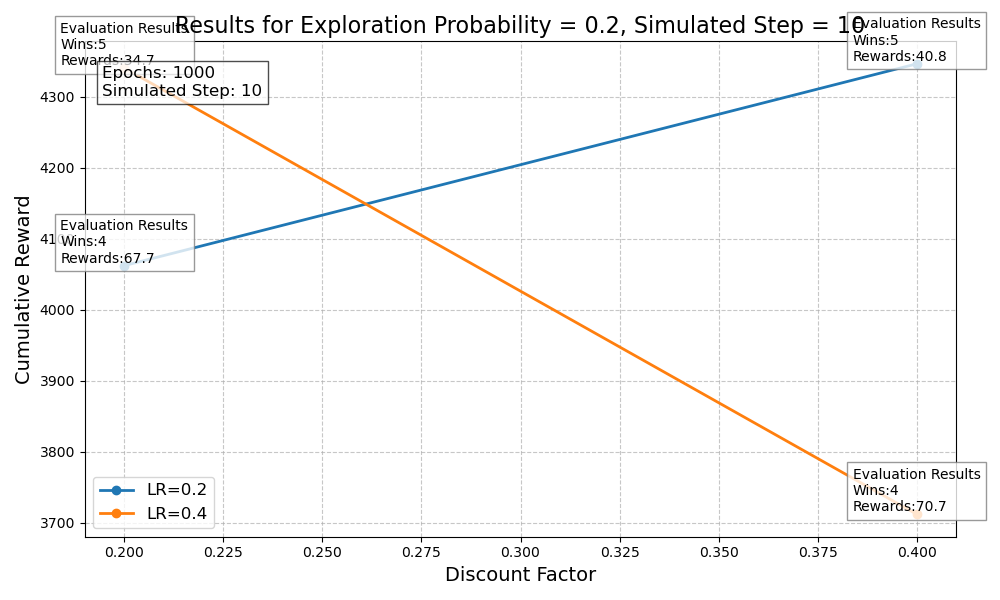 Results for Exploration Probability = 0.2, Simulated Step = 10
Evaluation Results
Wins:5
Rewards:34.7
Evaluation Results
Wins:5
Rewards:40.8
Epochs: 1000
Simulated Step: 10
Evaluation Results
Wins:4
Rewards:67.7
Evaluation Results
Wins:4
Rewards:70.7
Cumulative Reward
4300
4200
4100
4000
3900
3800
3700
LR=0.2
LR=0.4
0.200 0.225 0.250 0.275 0.300 0.325 0.350 0.375 0.400
Discount Factor